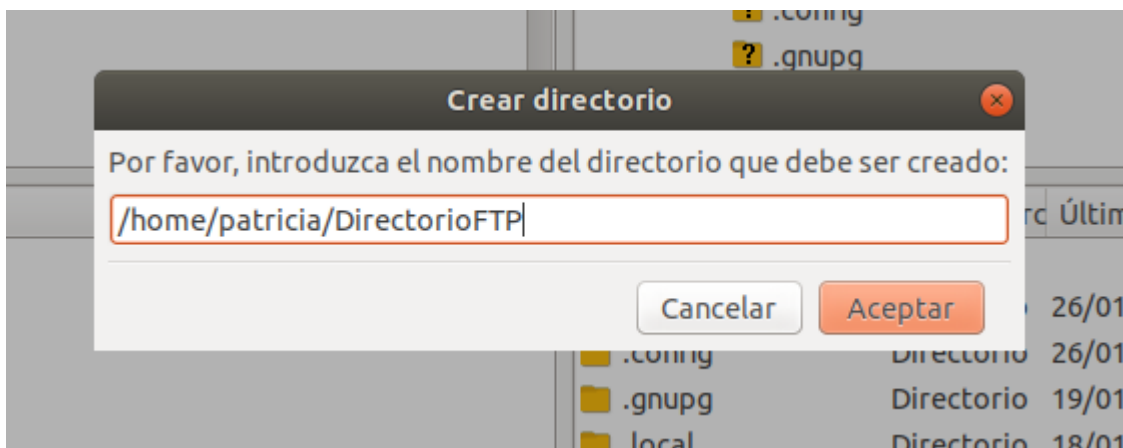 .config
.gnupg
Crear directorio
Por favor, introduzca el nombre del directorio que debe ser creado:
/home/patricia/DirectorioFTP
Últim
Cancelar
Aceptar
26/01
.config Directorio 26/01
.gnupg Directorio 19/01
.local Directorio 18/01